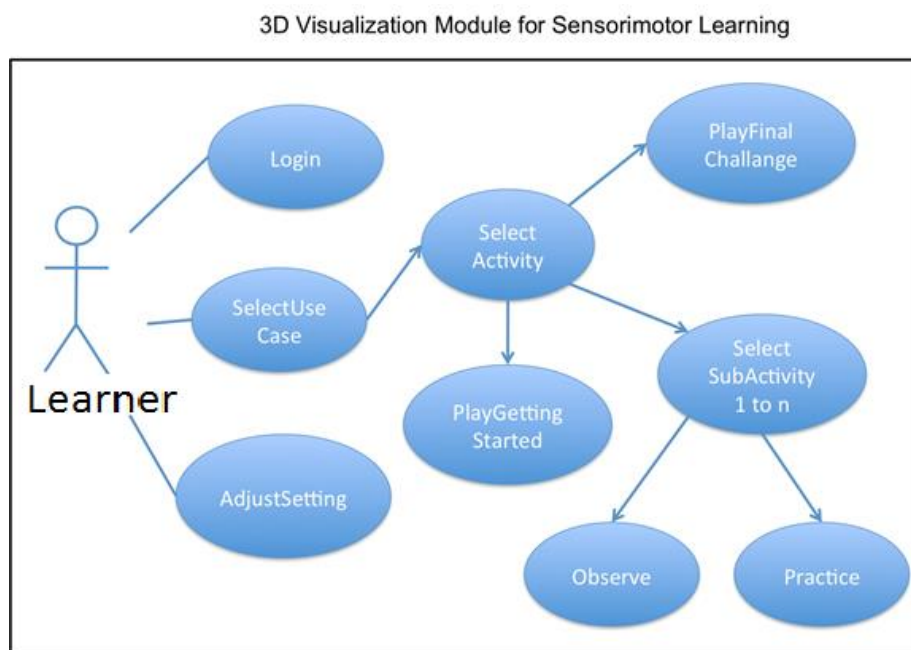 3D Visualization Module for Sensorimotor Learning
Login
PlayFinal
Challange
Select
Activity
SelectUse
Case
Learner
Select
SubActivity
1 to n
PlayGetting
Started
AdjustSetting
Observe
Practice